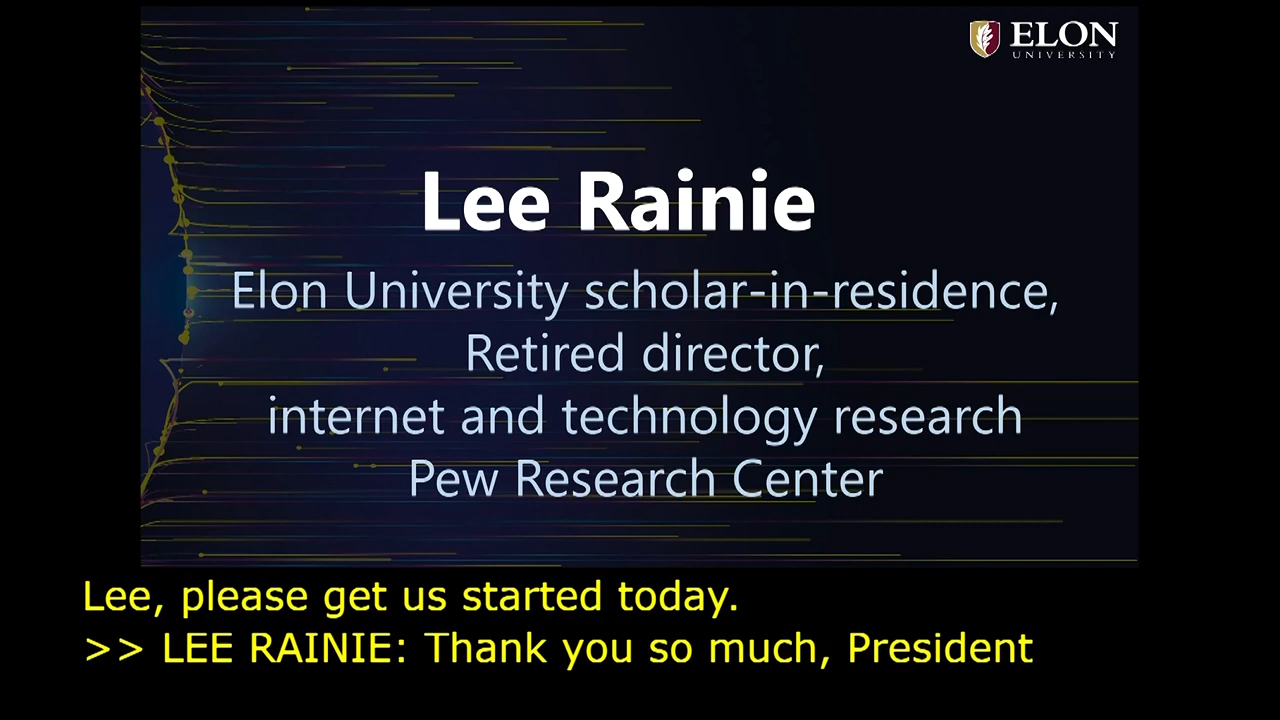 ELON
UNIVERSITY
Lee Rainie
Elon University scholar-in-residence,
Retired director,
internet and technology research
Pew Research Center
Lee, please get us started today.
>> LEE RAINIE: Thank you so much, President